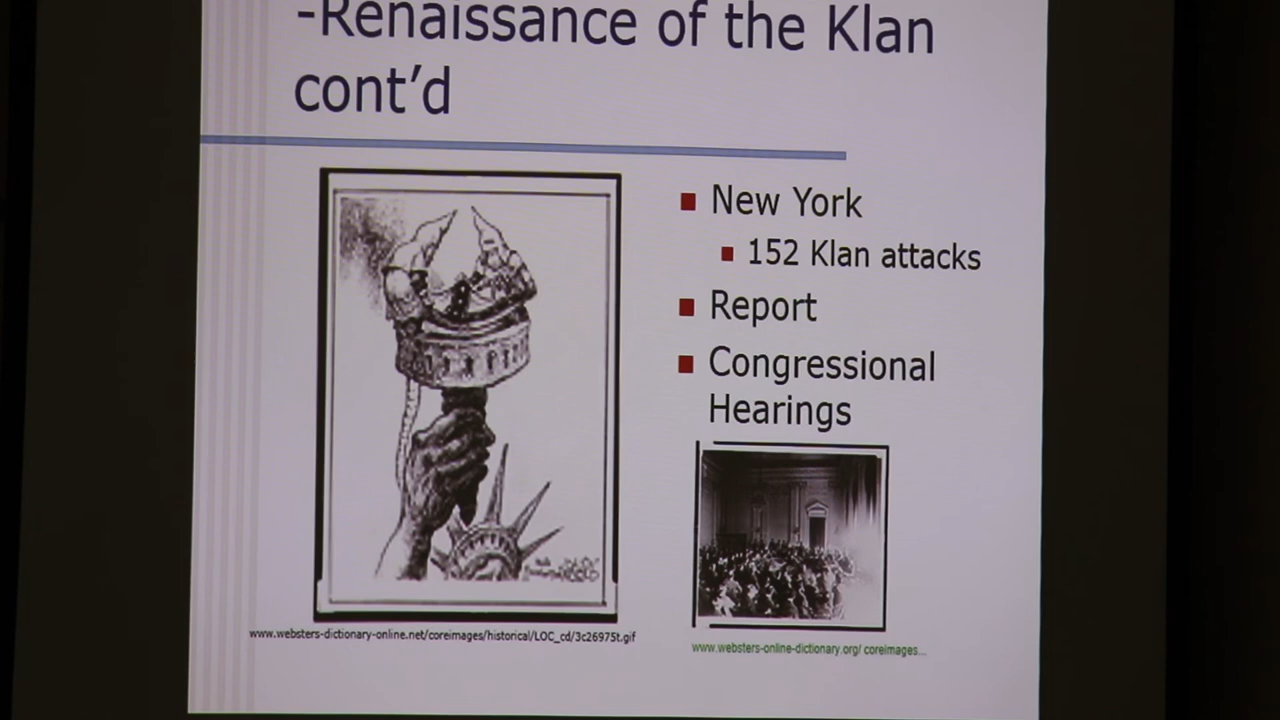 -Renaissance of the Klan
cont’d
New York
152 Klan attacks
Report
Congressional
Hearings
www.websters-dictionary-online.net/coreimages/historical/LOC_cd/3c26975t.gif
www.websters-online-dictionary.org/ coreimages...